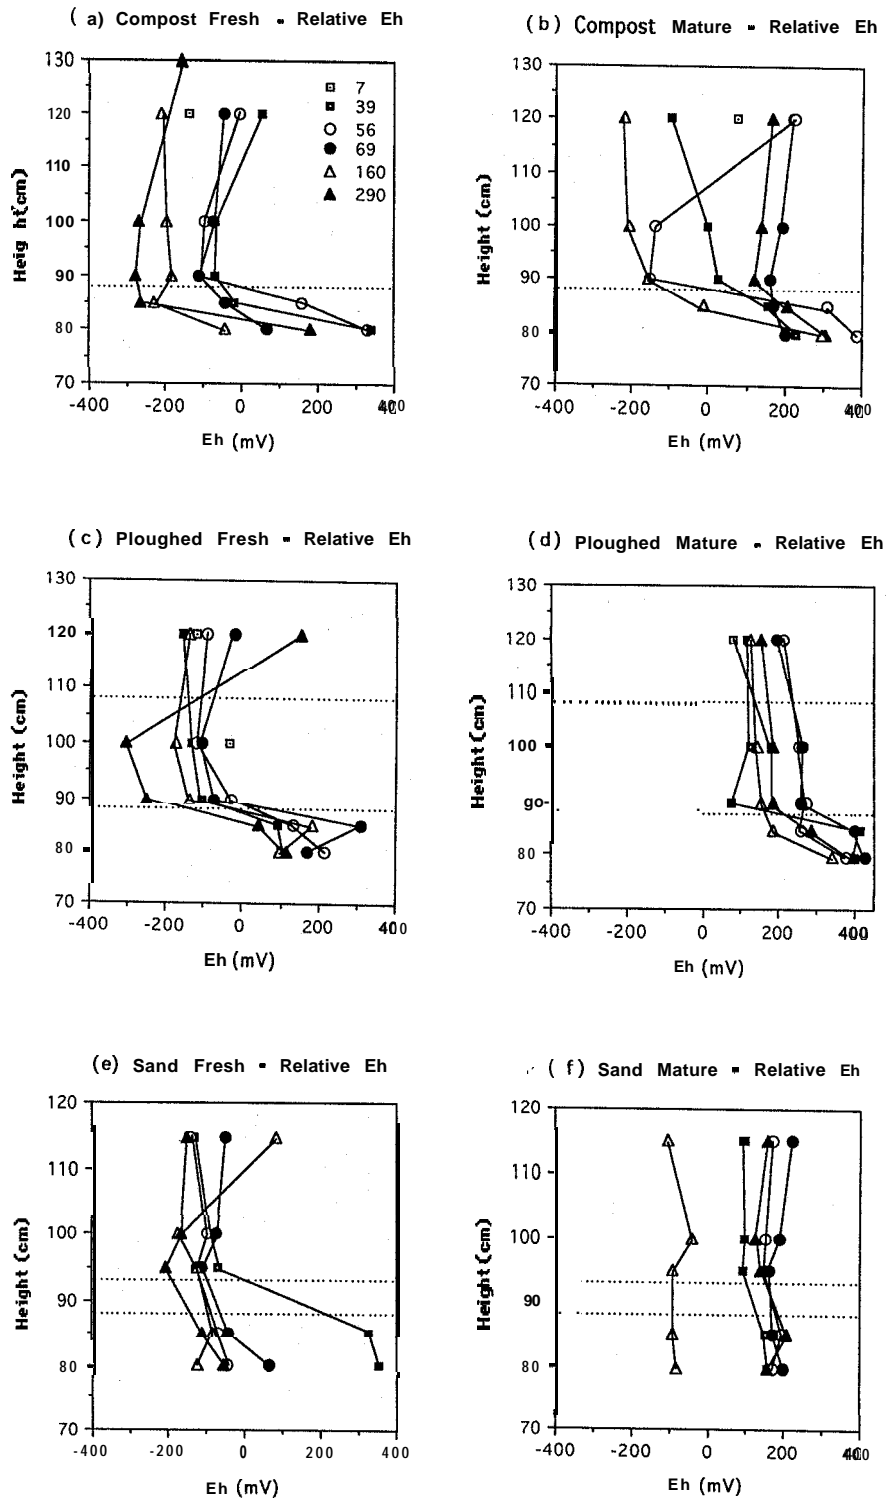 ( a) Compost Fresh - Relative Eh
130
120
110
100
90
80
70
Heig ht(cm)
7
39
56
69
160
290
-400 -200 0 200 400
Eh (mV)
(b) Compost Mature - Relative Eh
130
120
110
100
90
80
70
Height (cm)
-400 -200 0 200 400
Eh (mV)
(c) Ploughed Fresh - Relative Eh
130
120
110
100
90
80
70
Height (cm)
-400 -200 0 200 400
Eh (mV)
(d) Ploughed Mature - Relative Eh
130
120
110
100
90-
80
70
Height (cm)
-400 -200 0 200 400
Eh (mV)
(e) Sand Fresh - Relative Eh
120
110
100
90
80
70
Height (cm)
-400 -200 0 200 400
Eh (mV)
( f) Sand Mature - Relative Eh
120
110
100
90
80
70
Height (cm)
-400 -200 0 200 400
Eh (mV)